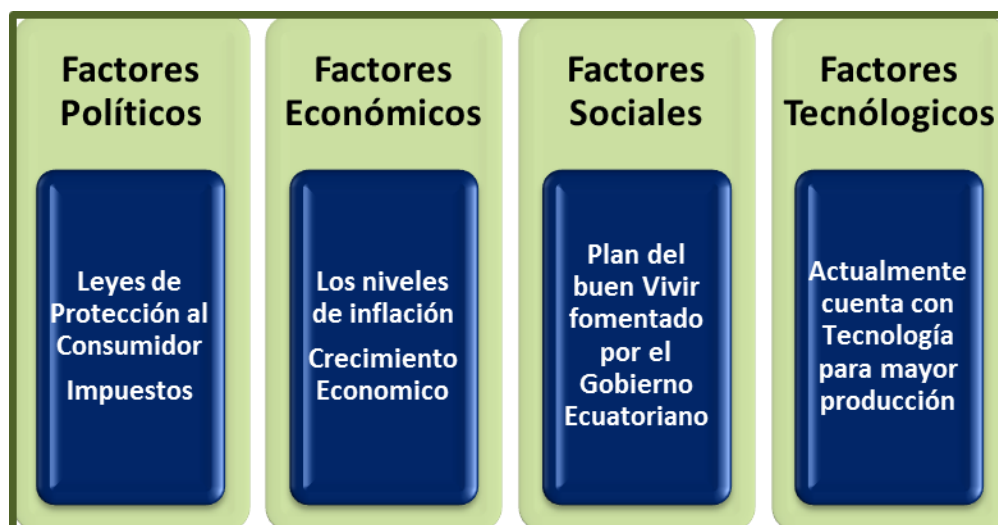 Factores
Políticos
Leyes de
Protección al
Consumidor
Impuestos
Factores
Económicos
Los niveles
de inflación
Crecimiento
Economico
Factores
Sociales
Plan del
buen Vivir
fomentado
por el
Gobierno
Ecuatoriano
Factores
Tecnólogicos
Actualmente
cuenta con
Tecnología
para mayor
producción